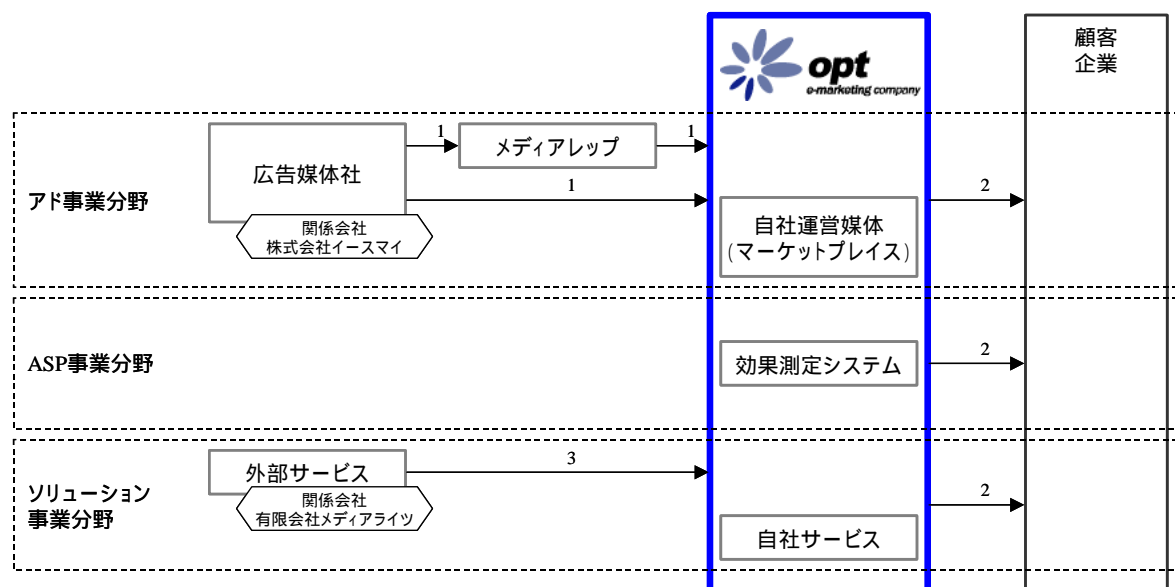 opt
e-marketing company
顧客
企業
アド事業分野
広告媒体社
関係会社
株式会社イースマイ
1
メディアレップ
1
1
自社運営媒体
(マーケットプレイス)
2
ASP事業分野
効果測定システム
2
ソリューション
事業分野
外部サービス
関係会社
有限会社メディアライツ
3
自社サービス
2